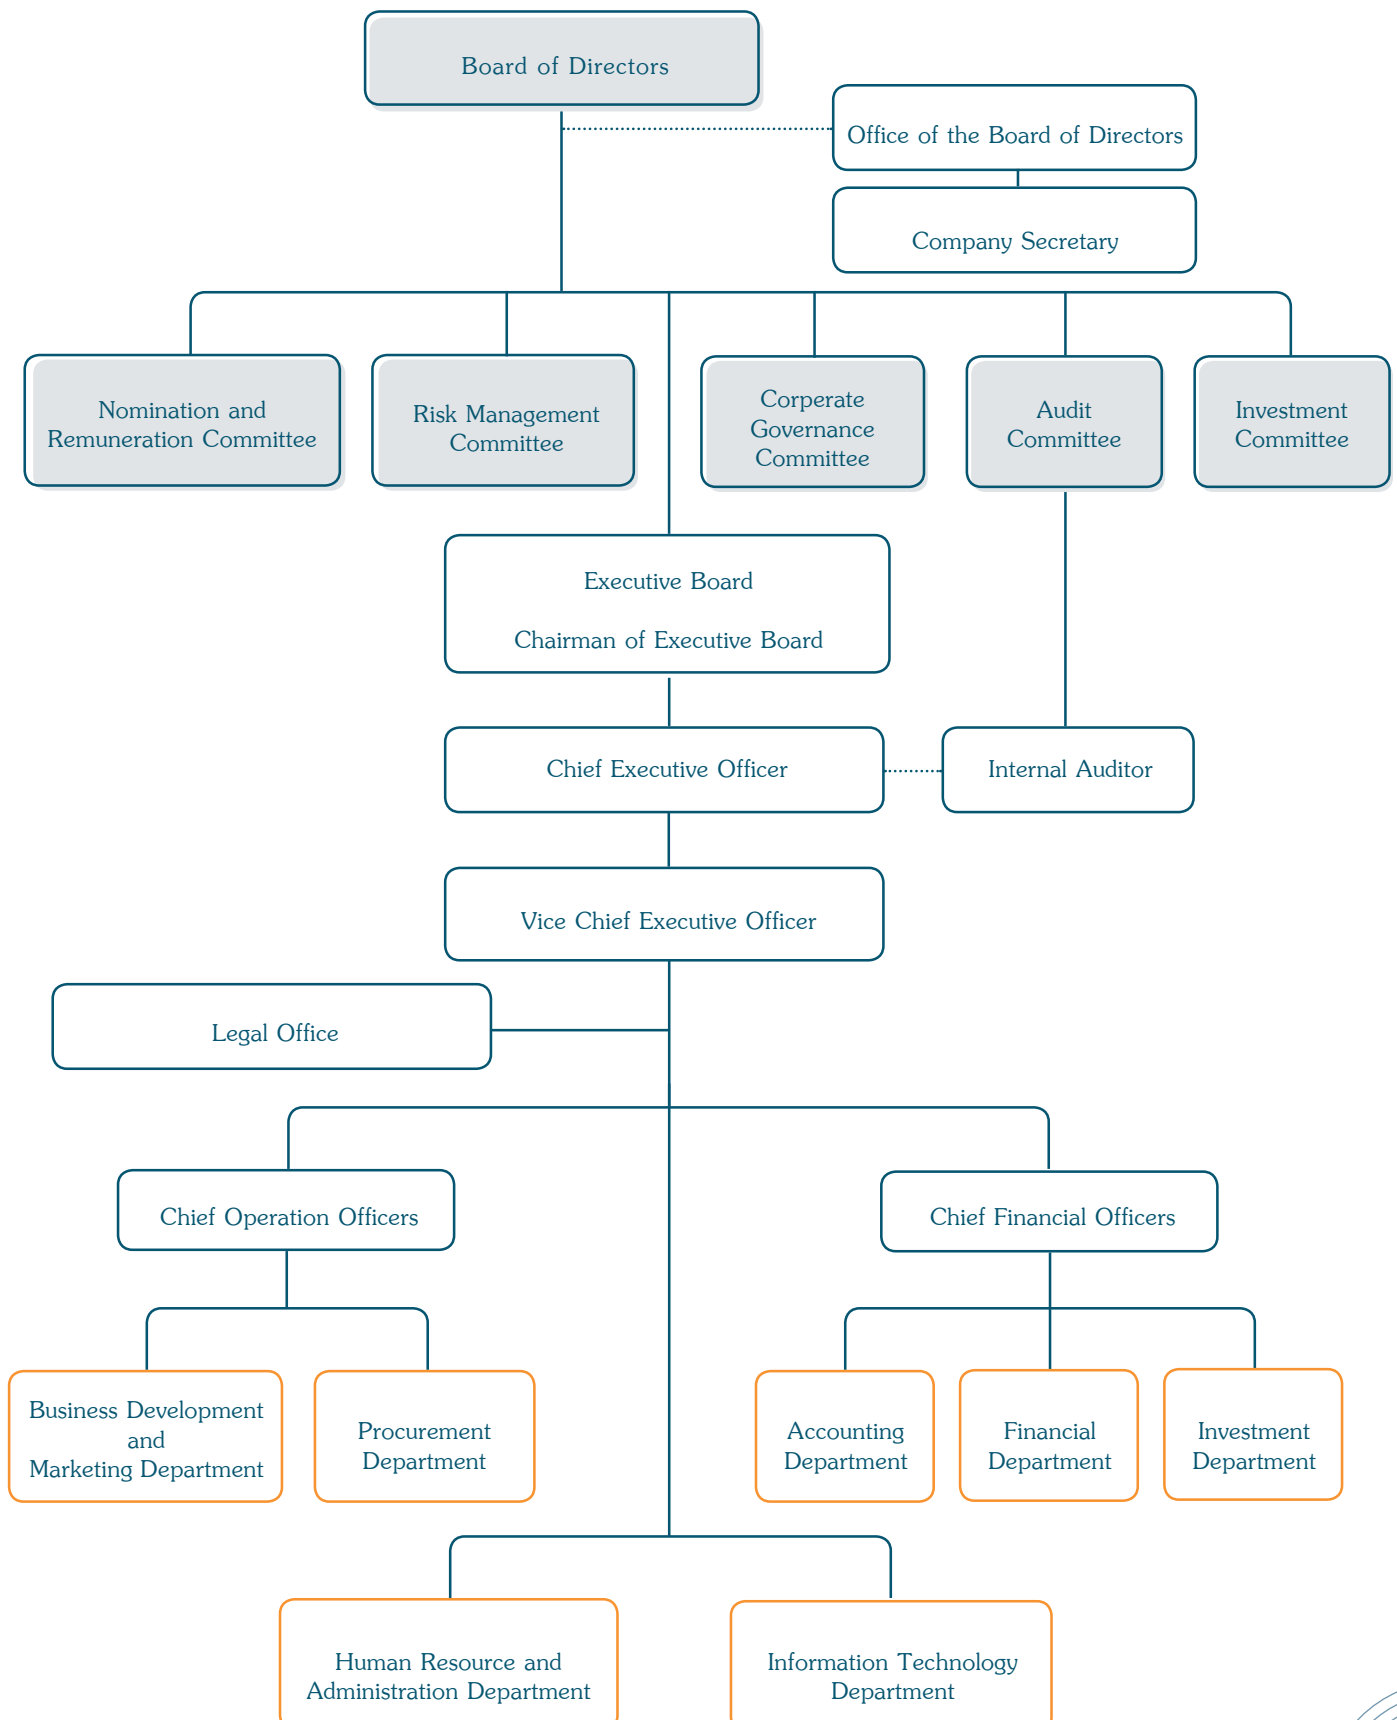 Board of Directors
Office of the Board of Directors
Company Secretary
Nomination and
Remuneration Committee
Risk Management
Committee
Corperate
Governance
Committee
Audit
Committee
Investment
Committee
Executive Board
Chairman of Executive Board
Chief Executive Officer
Internal Auditor
Vice Chief Executive Officer
Legal Office
Chief Operation Officers
Chief Financial Officers
Business Development
and
Marketing Department
Procurement
Department
Accounting
Department
Financial
Department
Investment
Department
Human Resource and
Administration Department
Information Technology
Department